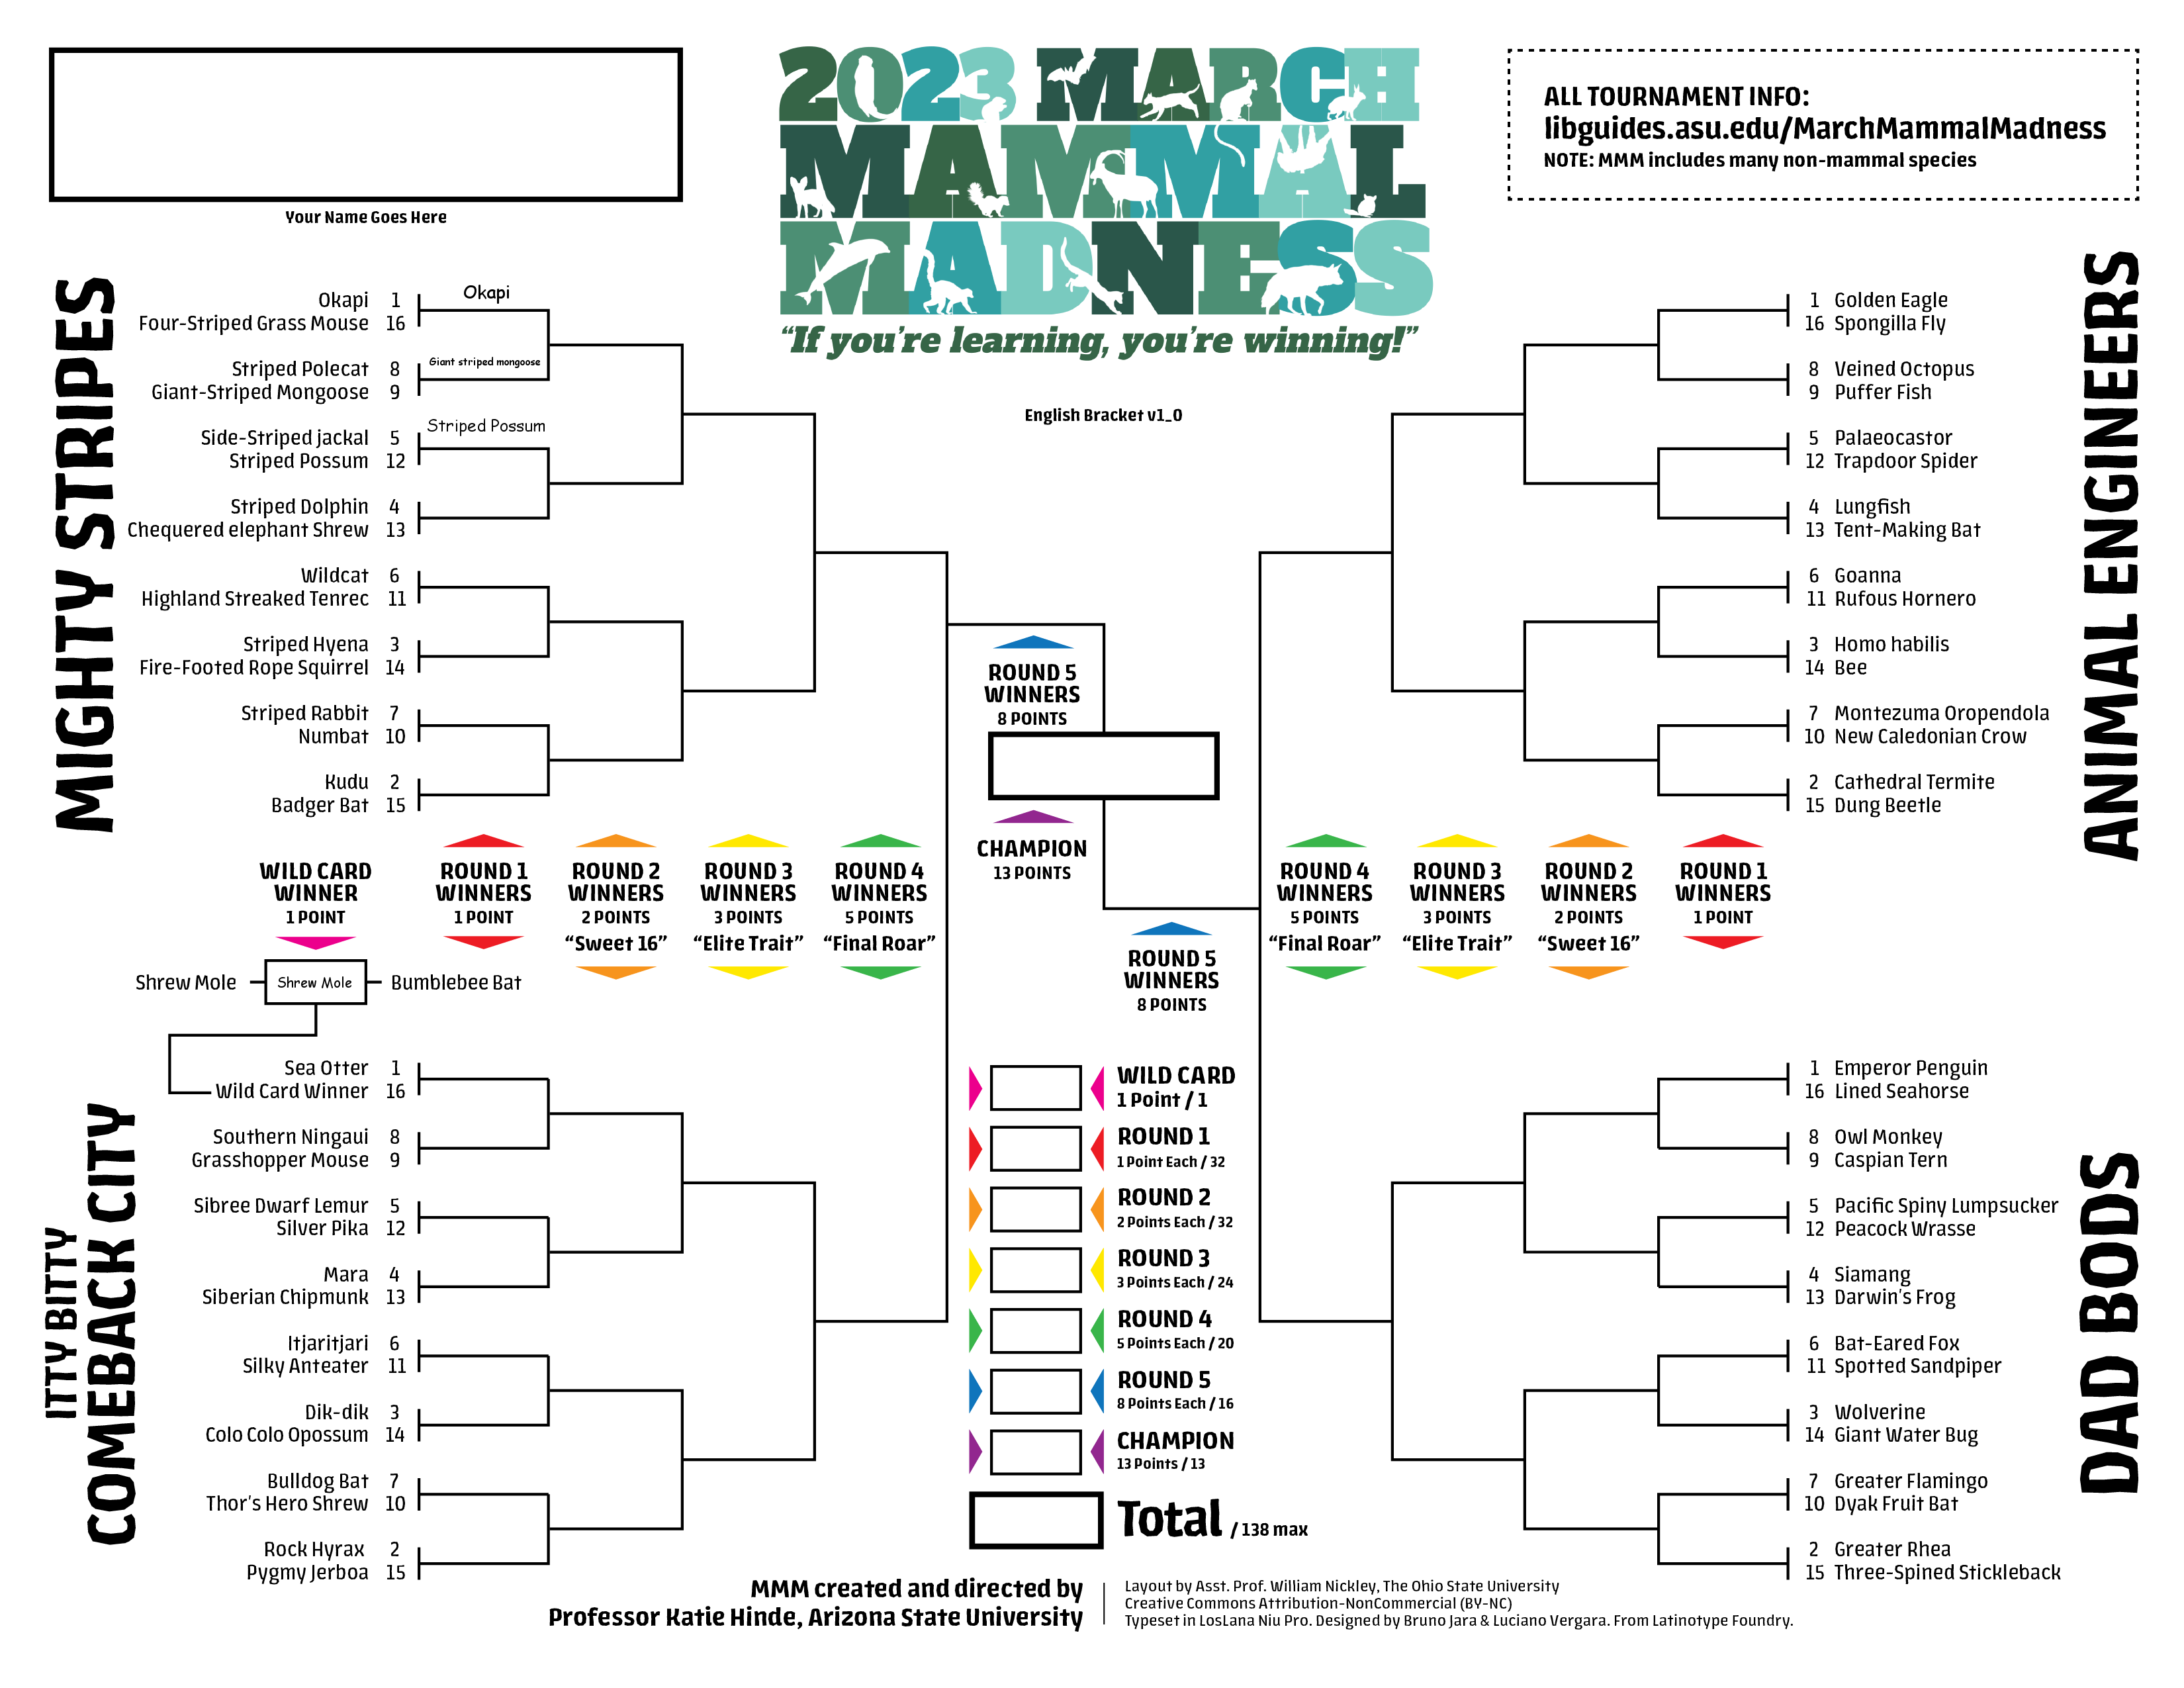 2023 MARCH
MAMMAL
MADNESS
"If you're learning, you're winning!"
Your Name Goes Here
ALL TOURNAMENT INFO:
libguides.asu.edu/MarchMammalMadness
NOTE: MMM includes many non-mammal species
English Bracket v1_0
MIGHTY STRIPES
Okapi 1
Four-Striped Grass Mouse 16
Okapi
Striped Polecat 8
Giant-Striped Mongoose 9
Giant striped mongoose
Side-Striped jackal 5
Striped Possum 12
Striped Possum
Striped Dolphin 4
Chequered elephant Shrew 13
Wildcat 6
Highland Streaked Tenrec 11
Striped Hyena 3
Fire-Footed Rope Squirrel 14
Striped Rabbit 7
Numbat 10
Kudu 2
Badger Bat 15
ANIMAL ENGINEERS
1 Golden Eagle
16 Spongilla Fly
8 Veined Octopus
9 Puffer Fish
5 Palaeocastor
12 Trapdoor Spider
4 Lungfish
13 Tent-Making Bat
6 Goanna
11 Rufous Hornero
3 Homo habilis
14 Bee
7 Montezuma Oropendola
10 New Caledonian Crow
2 Cathedral Termite
15 Dung Beetle
ROUND 5
WINNERS
8 POINTS
CHAMPION
13 POINTS
ROUND 5
WINNERS
8 POINTS
WILD CARD
WINNER
1 POINT
ROUND 1
WINNERS
1 POINT
ROUND 2
WINNERS
2 POINTS
"Sweet 16"
ROUND 3
WINNERS
3 POINTS
"Elite Trait"
ROUND 4
WINNERS
5 POINTS
"Final Roar"
ROUND 4
WINNERS
5 POINTS
"Final Roar"
ROUND 3
WINNERS
3 POINTS
"Elite Trait"
ROUND 2
WINNERS
2 POINTS
"Sweet 16"
ROUND 1
WINNERS
1 POINT
Shrew Mole
Shrew Mole
Bumblebee Bat
ITTY BITTY
COMEBACK CITY
Sea Otter 1
Wild Card Winner 16
Southern Ningaui 8
Grasshopper Mouse 9
Sibree Dwarf Lemur 5
Silver Pika 12
Mara 4
Siberian Chipmunk 13
Itjaritjari 6
Silky Anteater 11
Dik-dik 3
Colo Colo Opossum 14
Bulldog Bat 7
Thor's Hero Shrew 10
Rock Hyrax 2
Pygmy Jerboa 15
WILD CARD
1 Point / 1
ROUND 1
1 Point Each / 32
ROUND 2
2 Points Each / 32
ROUND 3
3 Points Each / 24
ROUND 4
5 Points Each / 20
ROUND 5
8 Points Each / 16
CHAMPION
13 Points / 13
Total / 138 max
DAD BODS
1 Emperor Penguin
16 Lined Seahorse
8 Owl Monkey
9 Caspian Tern
5 Pacific Spiny Lumpsucker
12 Peacock Wrasse
4 Siamang
13 Darwin's Frog
6 Bat-Eared Fox
11 Spotted Sandpiper
3 Wolverine
14 Giant Water Bug
7 Greater Flamingo
10 Dyak Fruit Bat
2 Greater Rhea
15 Three-Spined Stickleback
MMM created and directed by
Professor Katie Hinde, Arizona State University
Layout by Asst. Prof. William Nickley, The Ohio State University
Creative Commons Attribution-NonCommercial (BY-NC)
Typeset in LosLana Niu Pro. Designed by Bruno Jara & Luciano Vergara. From Latinotype Foundry.